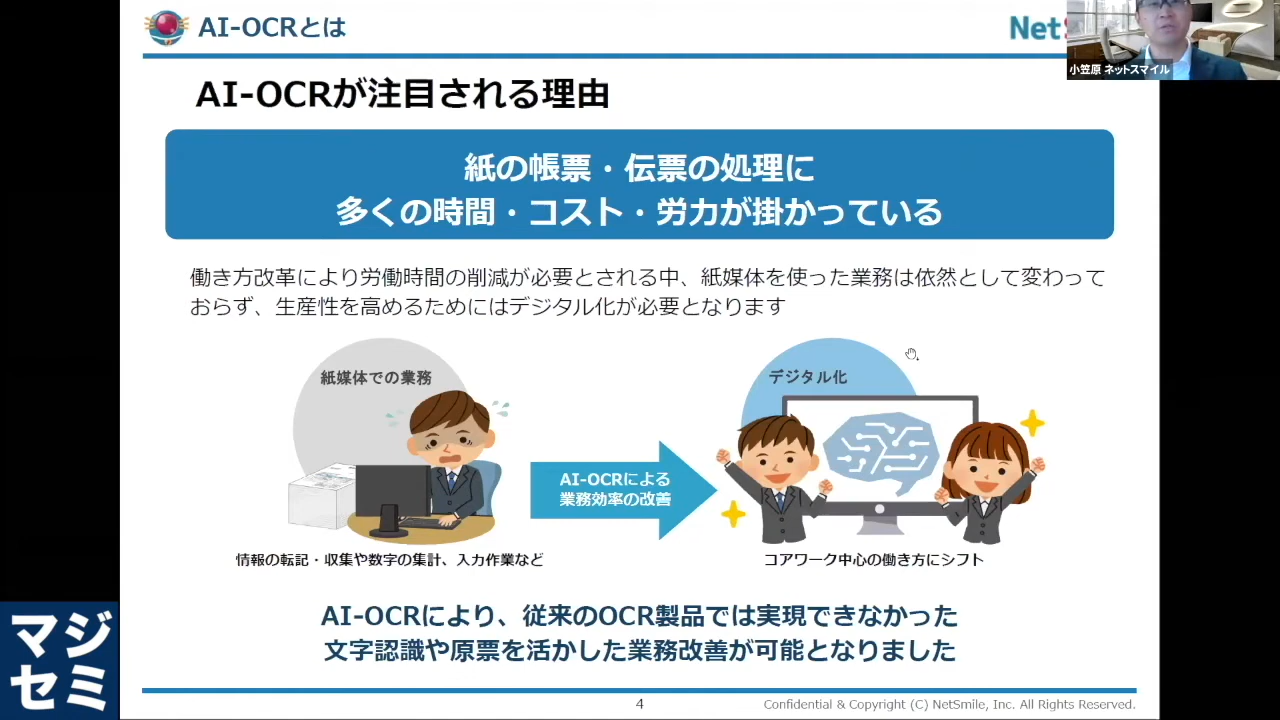 AI-OCRとは
Net
小笠原 ネットスマイル
AI-OCRが注目される理由
紙の帳票・伝票の処理に
多くの時間・コスト・労力が掛かっている
働き方改革により労働時間の削減が必要とされる中、紙媒体を使った業務は依然として変わって
おらず、生産性を高めるためにはデジタル化が必要となります
紙媒体での業務
デジタル化
AI-OCRによる
業務効率の改善
情報の転記・収集や数字の集計、入力作業など
コアワーク中心の働き方にシフト
AI-OCRにより、従来のOCR製品では実現できなかった
文字認識や原票を活かした業務改善が可能となりました
マジ
セミ
4
Confidential & Copyright (C) NetSmile, Inc. All Rights Reserved.